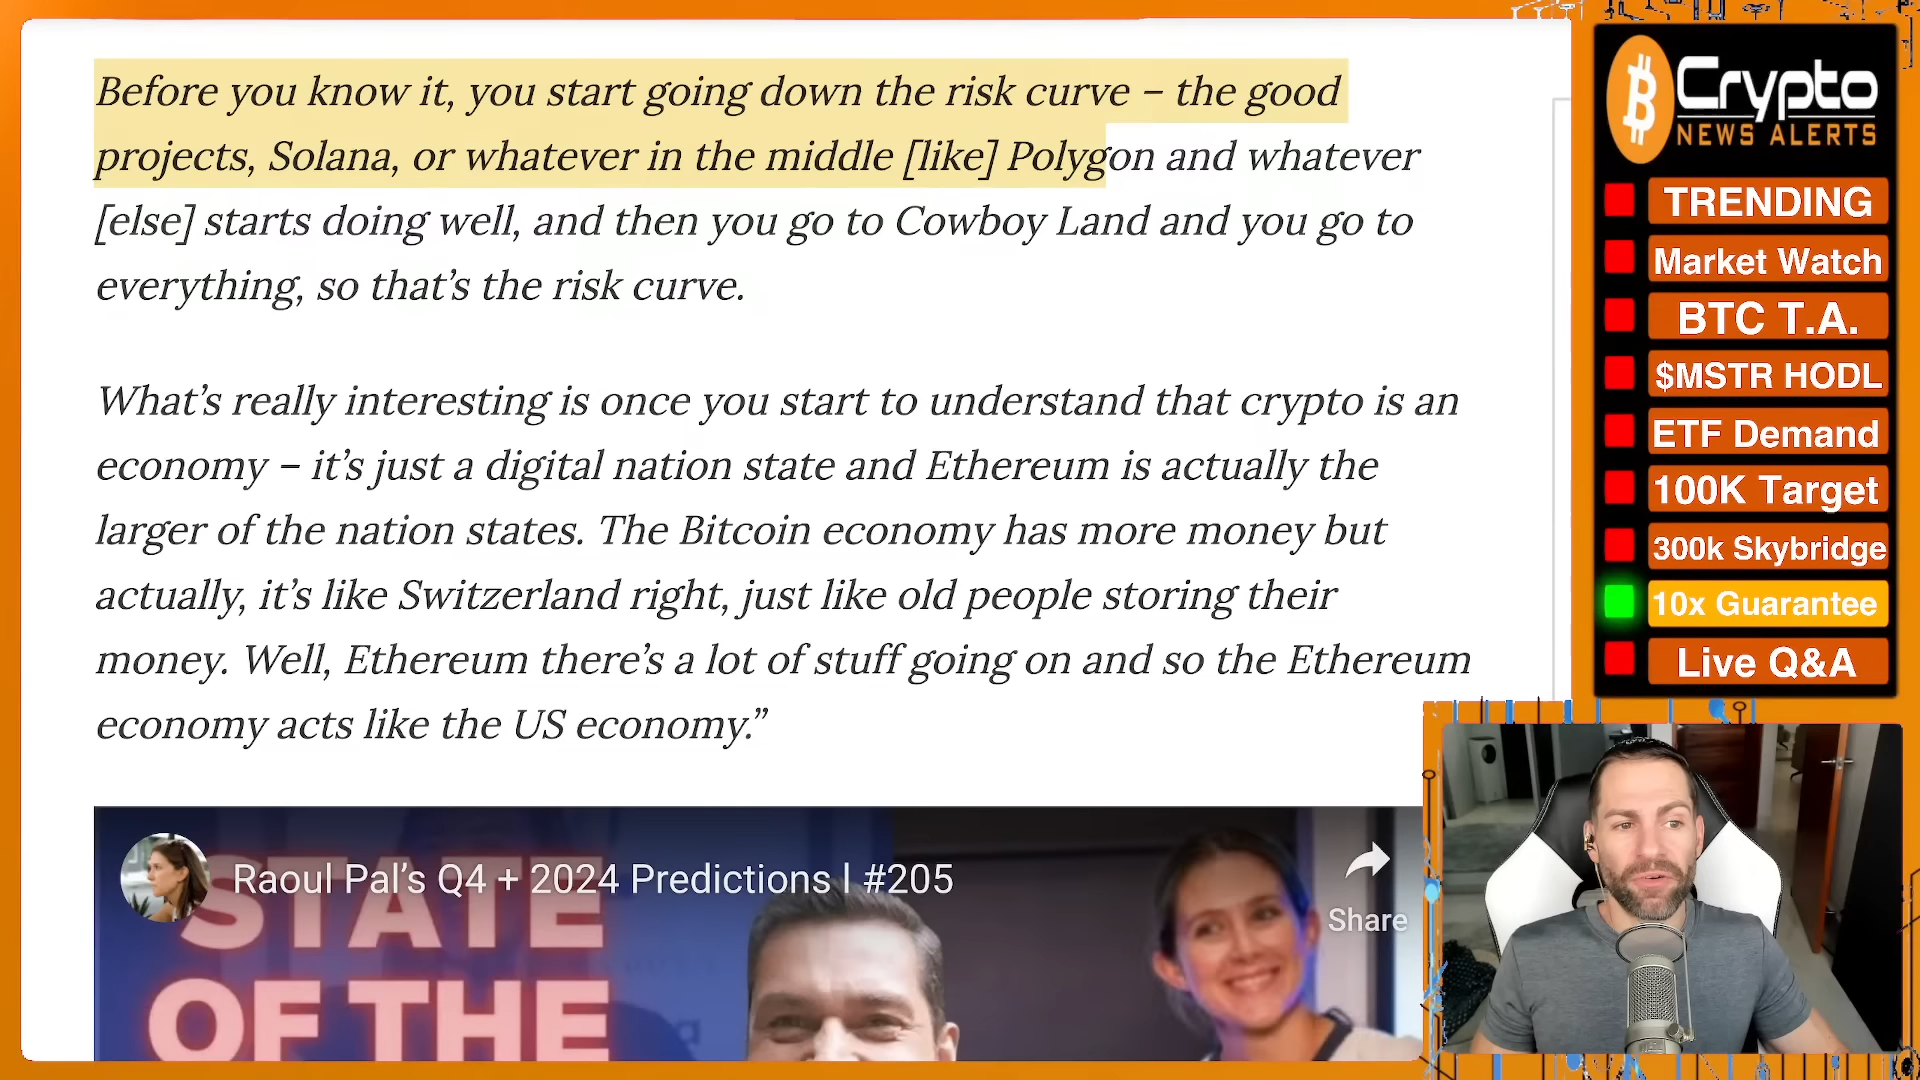 Before you know it, you start going down the risk curve – the good
projects, Solana, or whatever in the middle [like] Polygon and whatever
[else] starts doing well, and then you go to Cowboy Land and you go to
everything, so that’s the risk curve.
What’s really interesting is once you start to understand that crypto is an
economy – it’s just a digital nation state and Ethereum is actually the
larger of the nation states. The Bitcoin economy has more money but
actually, it’s like Switzerland right, just like old people storing their
money. Well, Ethereum there’s a lot of stuff going on and so the Ethereum
economy acts like the US economy.”
Raoul Pal’s Q4 + 2024 Predictions | #205
Share
STATE
OF THE
Crypto
NEWS ALERTS
TRENDING
Market Watch
BTC T.A.
$MSTR HODL
ETF Demand
100K Target
300k Skybridge
10x Guarantee
Live Q&A